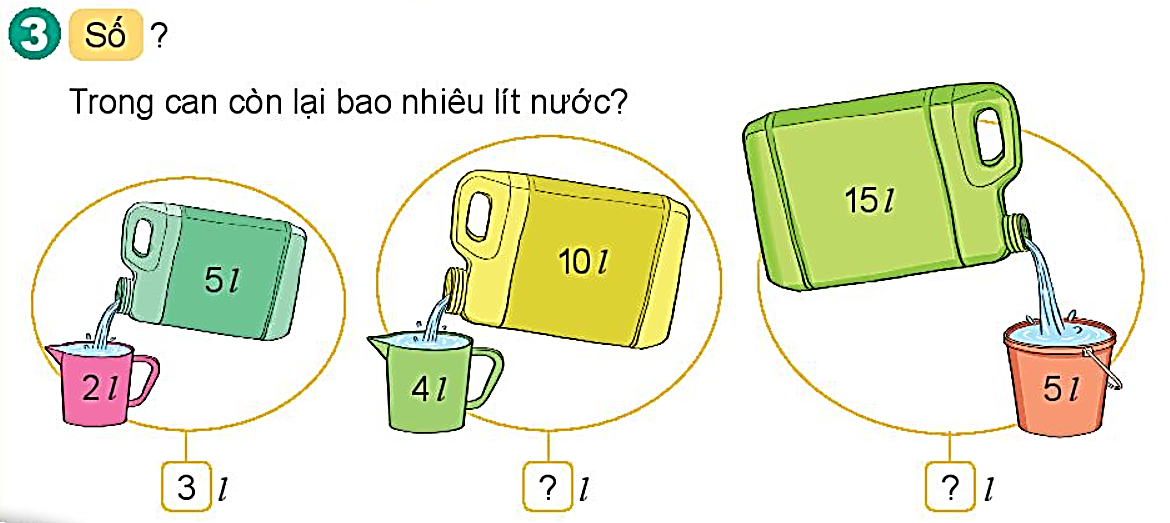 3 Số ?
Trong can còn lại bao nhiêu lít nước?
5 l
10 l
15 l
2 l
4 l
5 l
3 l
? l
? l